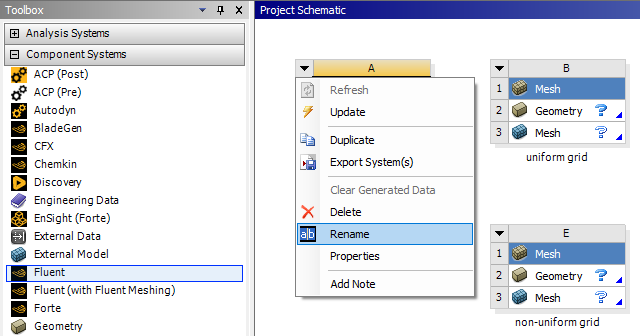 Toolbox
Analysis Systems
Component Systems
ACP (Post)
ACP (Pre)
Autodyn
BladeGen
CFX
Chemkin
Discovery
Engineering Data
EnSight (Forte)
External Data
External Model
Fluent
Fluent (with Fluent Meshing)
Forte
Geometry
Project Schematic
A
Refresh
Update
Duplicate
Export System(s)
Clear Generated Data
Delete
a|b Rename
Properties
Add Note
B
1 Mesh
2 Geometry ?
3 Mesh ?
uniform grid
E
1 Mesh
2 Geometry ?
3 Mesh ?
non-uniform grid